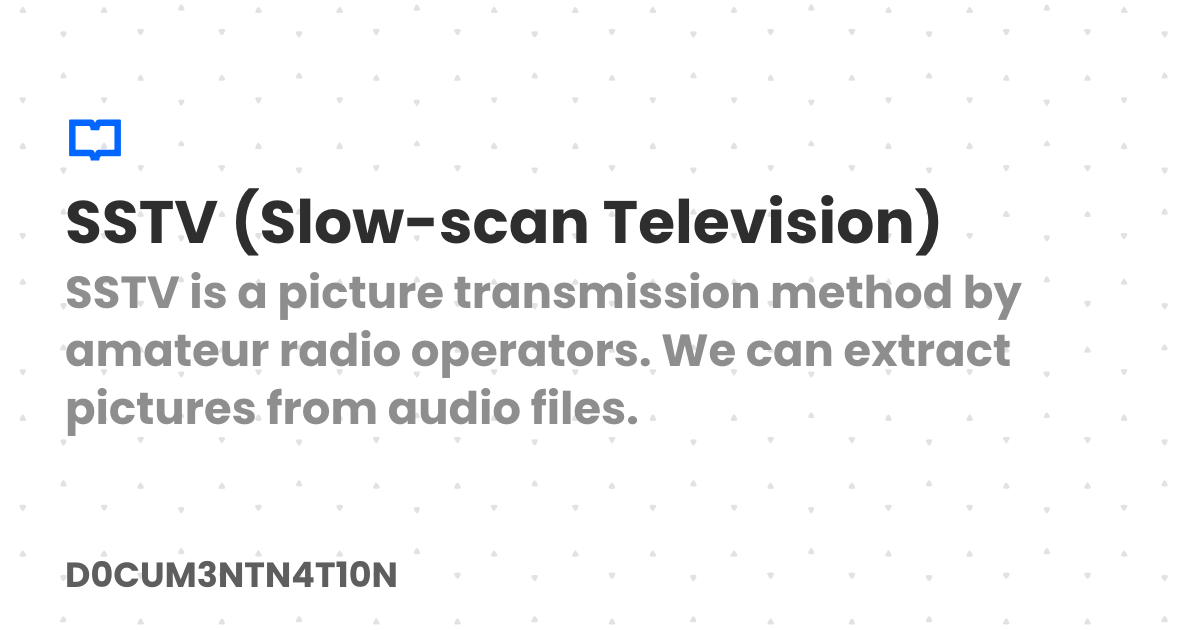 SSTV (Slow-scan Television)
SSTV is a picture transmission method by
amateur radio operators. We can extract
pictures from audio files.
D0CUM3NTN4T10N